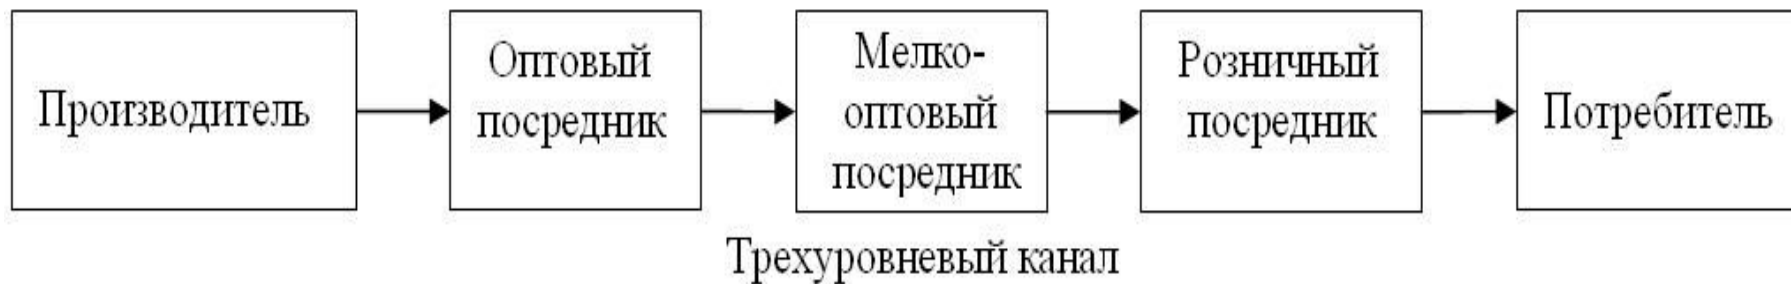 Производитель
Оптовый
посредник
Мелко-
оптовый
посредник
Розничный
посредник
Потребитель
Трехуровневый канал